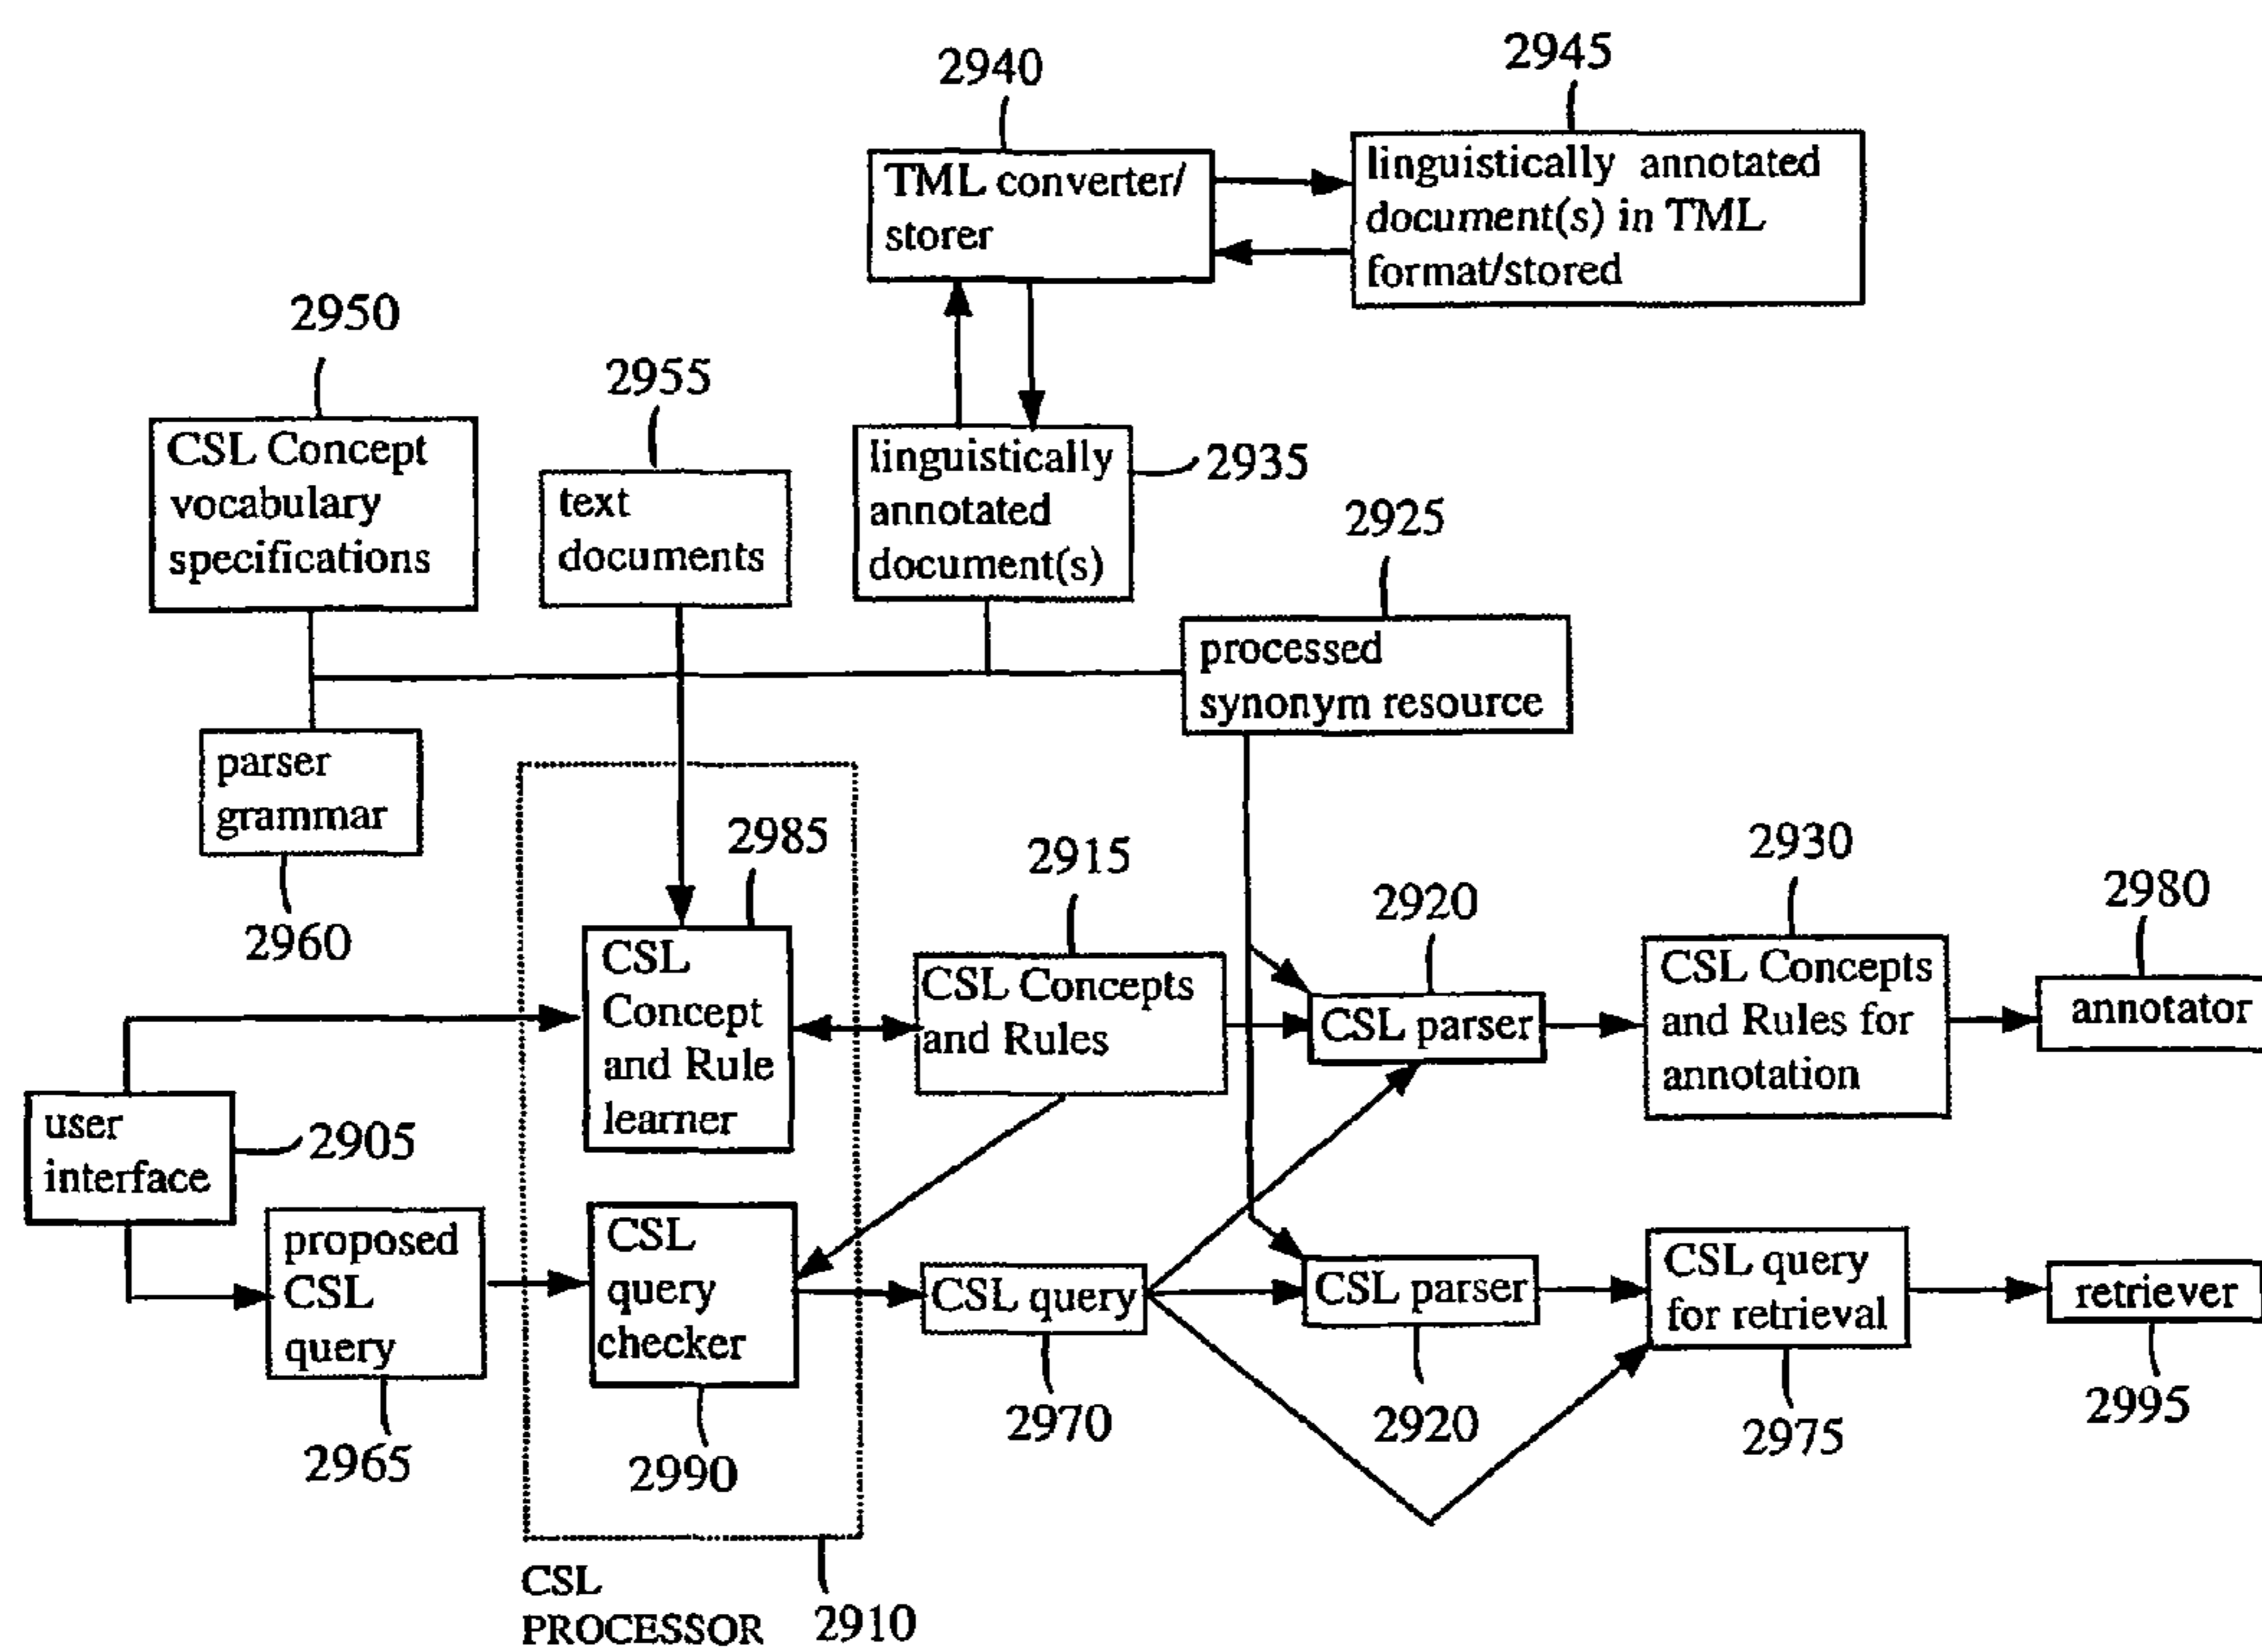 2940
2945
TML converter/
storer
linguistically annotated
document(s) in TML
format/stored
2950
2955
CSL Concept
vocabulary
specifications
text
documents
linguistically
annotated
document(s)
2935
2925
processed
synonym resource
parser
grammar
2960
2985
2915
2920
2930
2980
CSL
Concept
and Rule
learner
CSL Concepts
and Rules
CSL parser
CSL Concepts
and Rules for
annotation
annotator
user
interface
2905
proposed
CSL
query
2965
CSL
query
checker
2990
CSL query
2970
CSL parser
2920
CSL query
for retrieval
2975
retriever
2995
CSL
PROCESSOR
2910